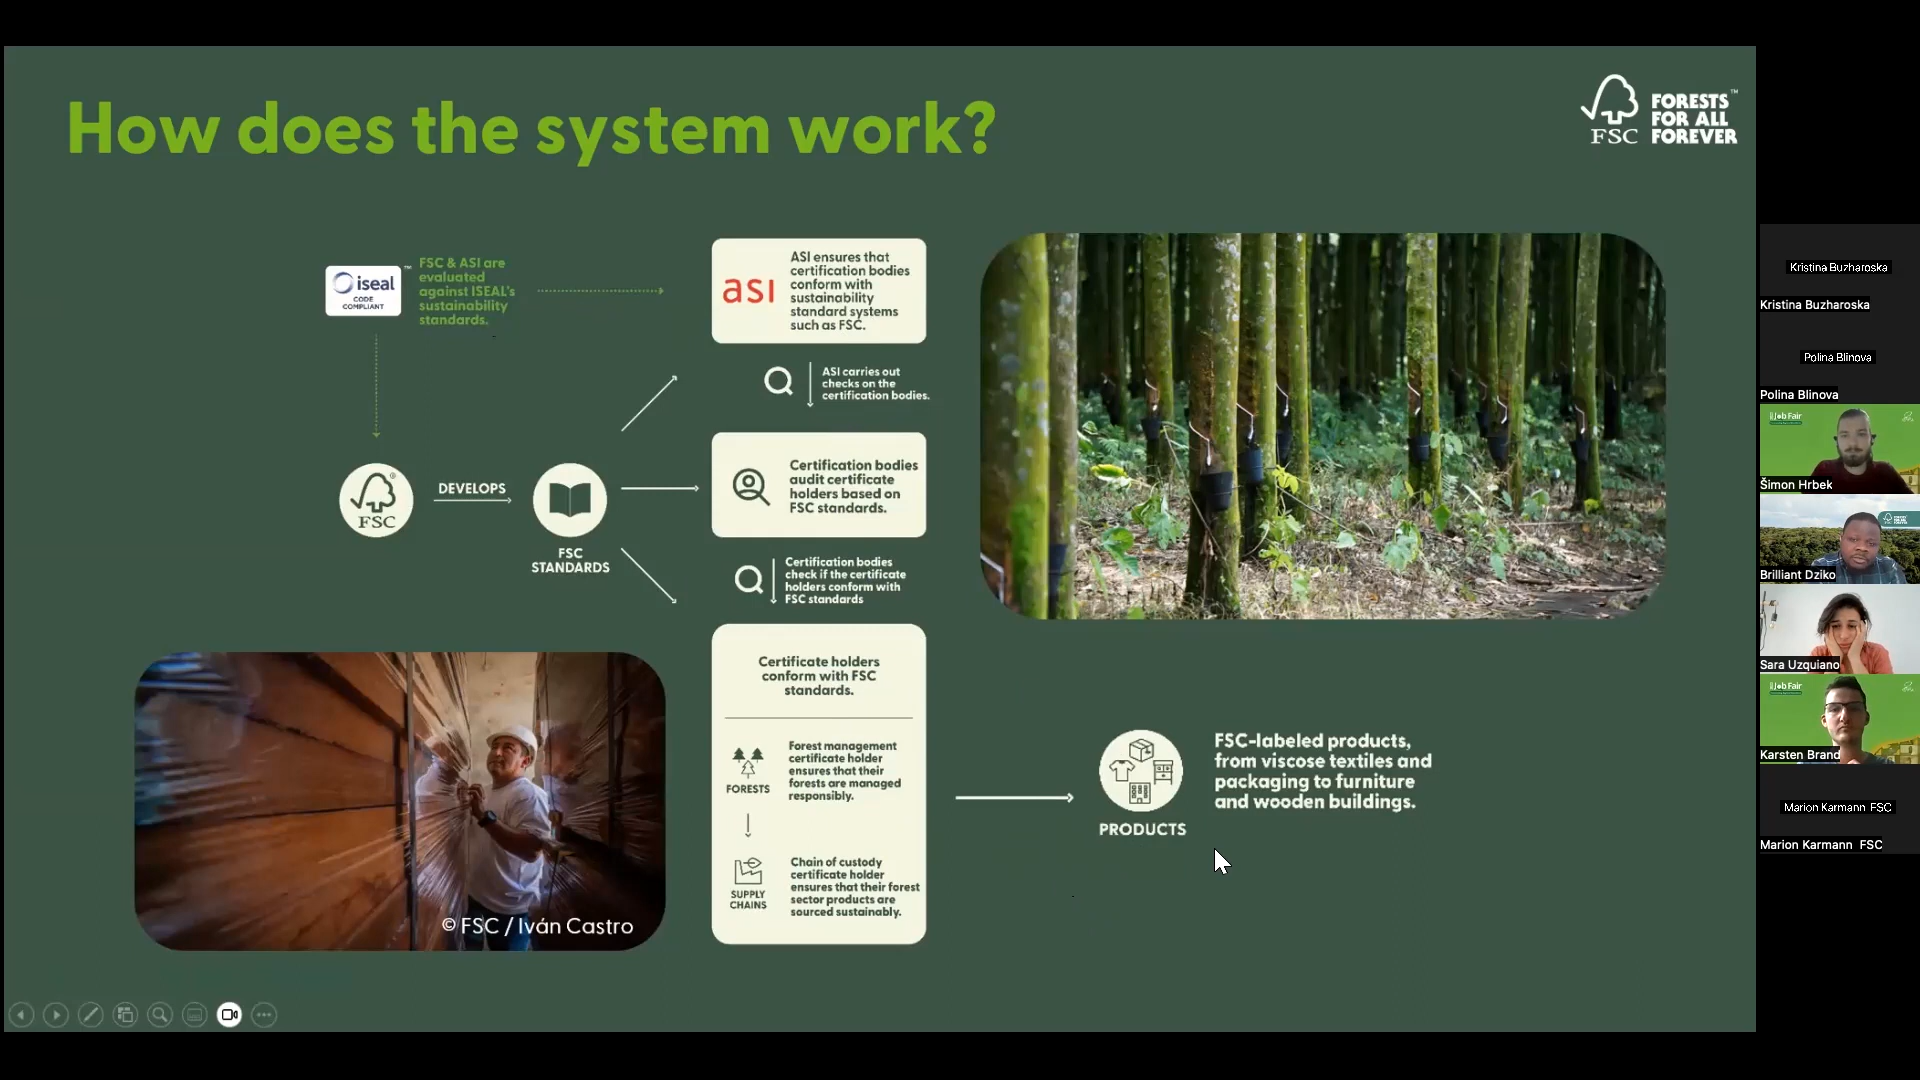 How does the system work?
FSC
FORESTS™
FOR ALL
FOREVER
iseal™
CODE
COMPLIANT
FSC & ASI are
evaluated
against ISEAL's
sustainability
standards.
asi
ASI ensures that
certification bodies
conform with
sustainability
standard systems
such as FSC.
ASI carries out
checks on the
certification bodies.
®
FSC
DEVELOPS
FSC
STANDARDS
Certification bodies
audit certificate
holders based on
FSC standards.
Certification bodies
check if the certificate
holders conform with
FSC standards
Certificate holders
conform with FSC
standards.
FORESTS
Forest management
certificate holder
ensures that their
forests are managed
responsibly.
SUPPLY
CHAINS
Chain of custody
certificate holder
ensures that their forest
sector products are
sourced sustainably.
PRODUCTS
FSC-labeled products,
from viscose textiles and
packaging to furniture
and wooden buildings.
© FSC / Iván Castro
Kristina Buzharoska
Kristina Buzharoska
Polina Blinova
Polina Blinova
Job Fair
Šimon Hrbek
Brilliant Dziko
Sara Uzquiano
Job Fair
Karsten Brand
Marion Karmann FSC
Marion Karmann FSC